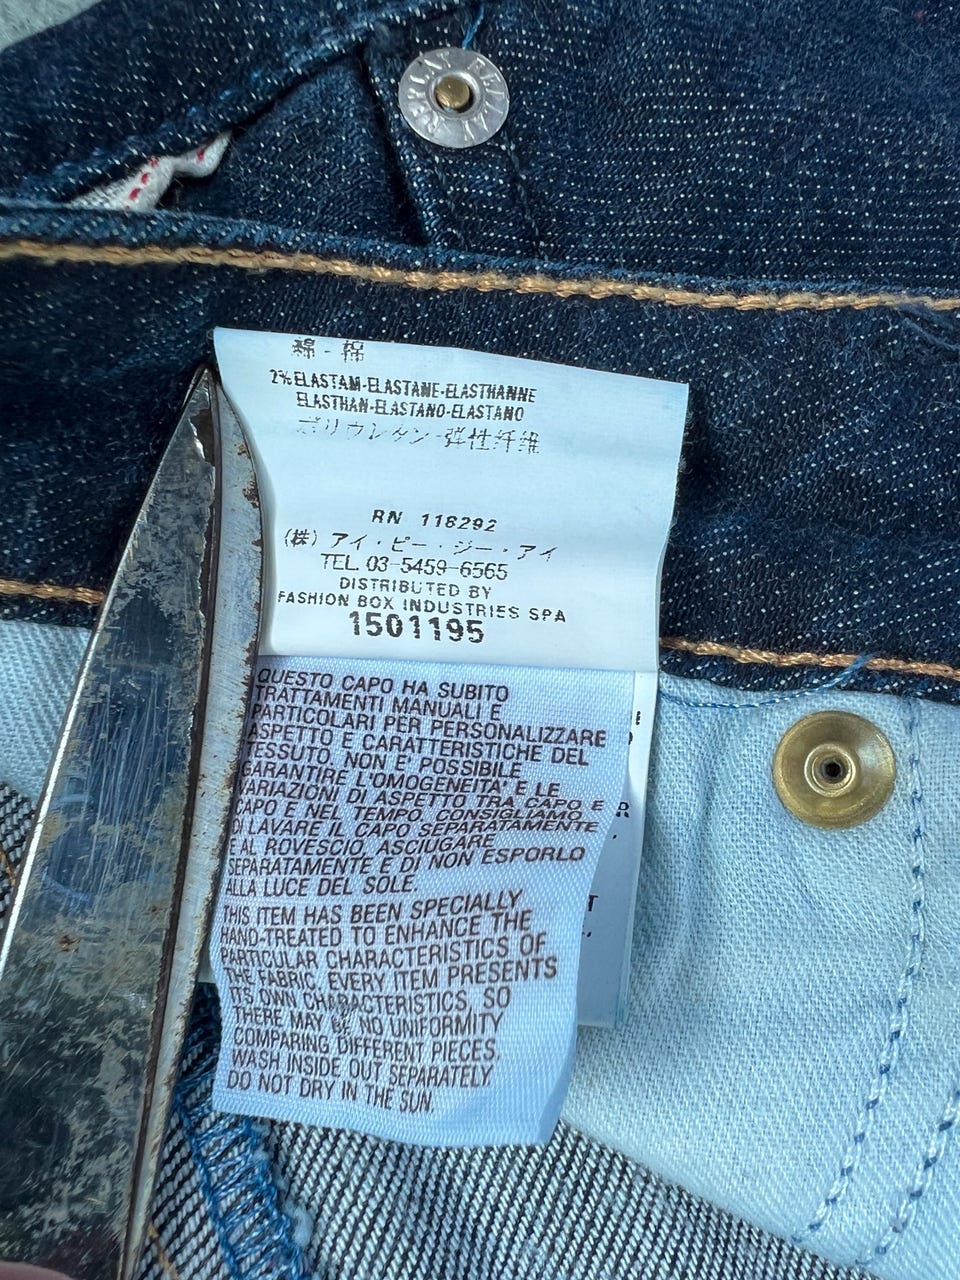 REPLAY
綿 - 棉
2% ELASTAM-ELASTANE-ELASTHANNE
ELASTHAN-ELASTANO-ELASTANO
ポリウレタン-弹性纤维
RN 118292
(株) アイ・ピー・ジー・アイ
TEL. 03-5459-6565
DISTRIBUTED BY
FASHION BOX INDUSTRIES SPA
1501195
QUESTO CAPO HA SUBITO
TRATTAMENTI MANUALI E
PARTICOLARI PER PERSONALIZZARE
ASPETTO E CARATTERISTICHE DEL
TESSUTO. NON E' POSSIBILE
GARANTIRE L'OMOGENEITA' E LE
VARIAZIONI DI ASPETTO TRA CAPO E
CAPO E NEL TEMPO. CONSIGLIAMO
DI LAVARE IL CAPO SEPARATAMENTE
E AL ROVESCIO, ASCIUGARE
SEPARATAMENTE E DI NON ESPORLO
ALLA LUCE DEL SOLE.
THIS ITEM HAS BEEN SPECIALLY
HAND-TREATED TO ENHANCE THE
PARTICULAR CHARACTERISTICS OF
THE FABRIC. EVERY ITEM PRESENTS
ITS OWN CHARACTERISTICS, SO
THERE MAY BE NO UNIFORMITY
COMPARING DIFFERENT PIECES.
WASH INSIDE OUT SEPARATELY.
DO NOT DRY IN THE SUN.